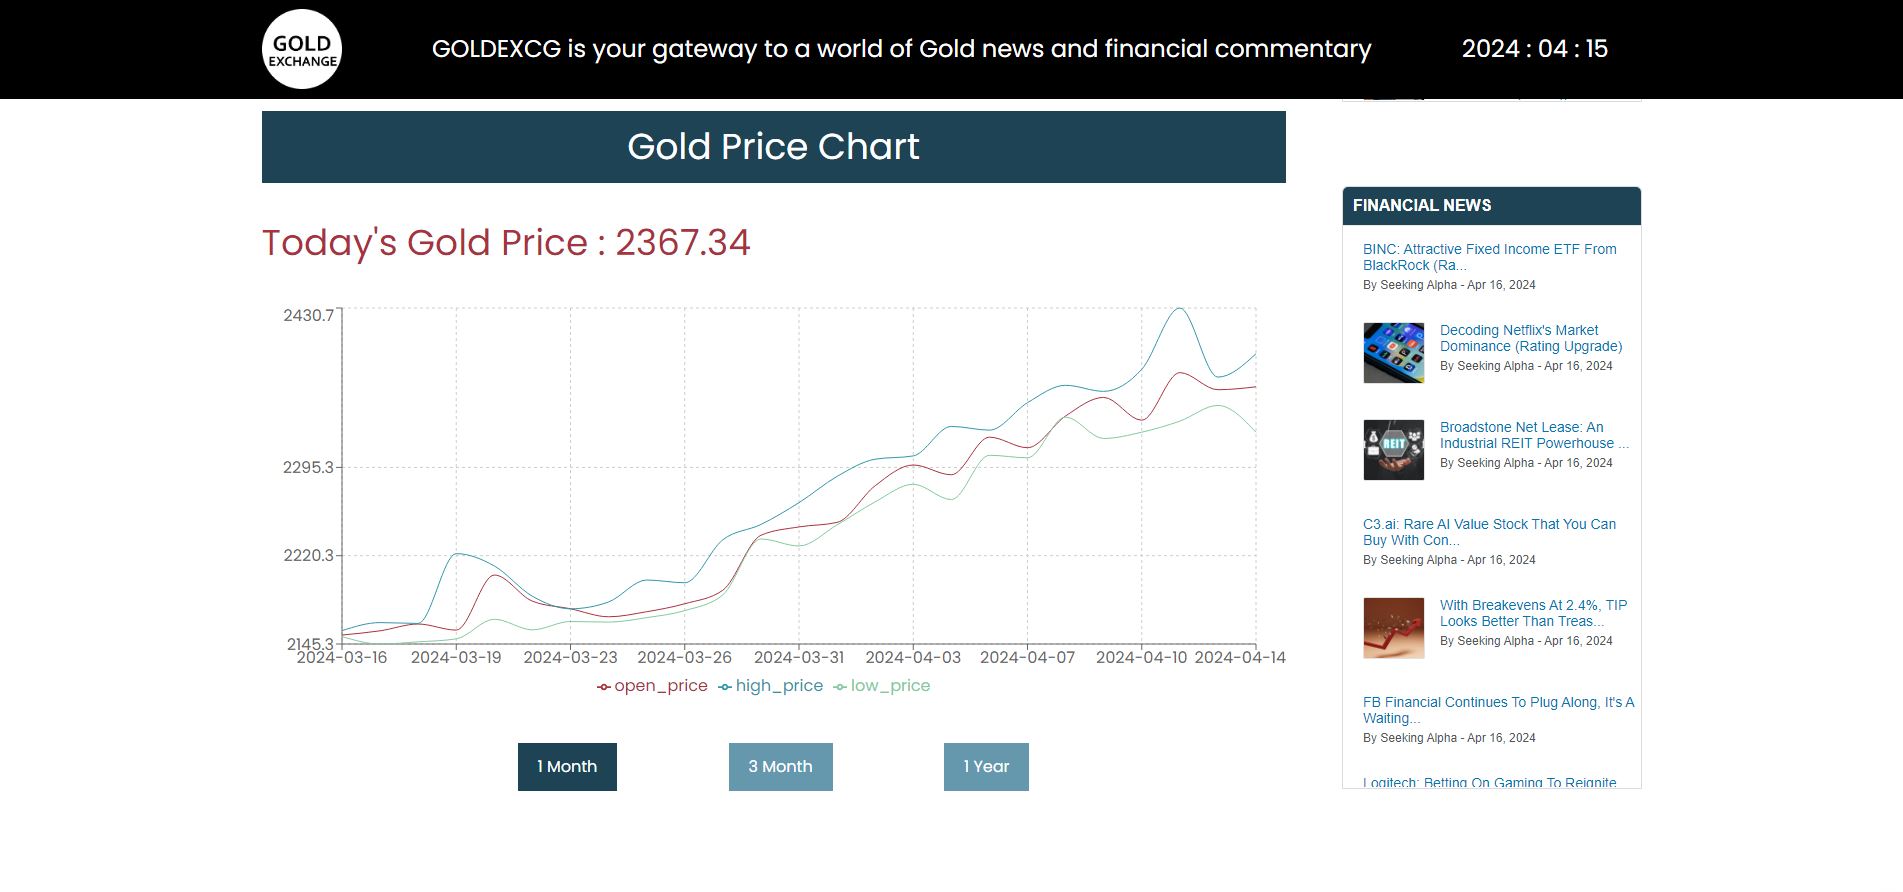 GOLD
EXCHANGE
GOLDEXCG is your gateway to a world of Gold news and financial commentary
2024 : 04 : 15
Gold Price Chart
Today's Gold Price : 2367.34
2430.7
2295.3
2220.3
2145.3
2024-03-16 2024-03-19 2024-03-23 2024-03-26 2024-03-31 2024-04-03 2024-04-07 2024-04-10 2024-04-14
open_price high_price low_price
1 Month
3 Month
1 Year
FINANCIAL NEWS
BINC: Attractive Fixed Income ETF From
BlackRock (Ra...
By Seeking Alpha - Apr 16, 2024
Decoding Netflix's Market
Dominance (Rating Upgrade)
By Seeking Alpha - Apr 16, 2024
REIT
Broadstone Net Lease: An
Industrial REIT Powerhouse ...
By Seeking Alpha - Apr 16, 2024
C3.ai: Rare AI Value Stock That You Can
Buy With Con...
By Seeking Alpha - Apr 16, 2024
With Breakevens At 2.4%, TIP
Looks Better Than Treas...
By Seeking Alpha - Apr 16, 2024
FB Financial Continues To Plug Along, It's A
Waiting...
By Seeking Alpha - Apr 16, 2024
Logitech: Betting On Gaming To Reignite